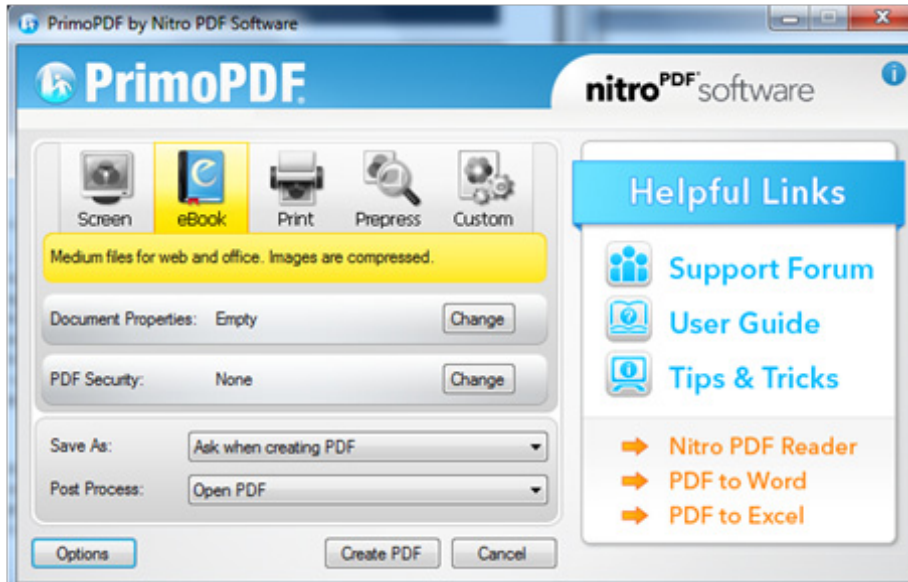 PrimoPDF by Nitro PDF Software
PrimoPDF
nitro PDF software
Screen eBook Print Prepress Custom
Medium files for web and office. Images are compressed.
Document Properties: Empty Change
PDF Security: None Change
Save As: Ask when creating PDF
Post Process: Open PDF
Options Create PDF Cancel
Helpful Links
Support Forum
User Guide
Tips & Tricks
Nitro PDF Reader
PDF to Word
PDF to Excel